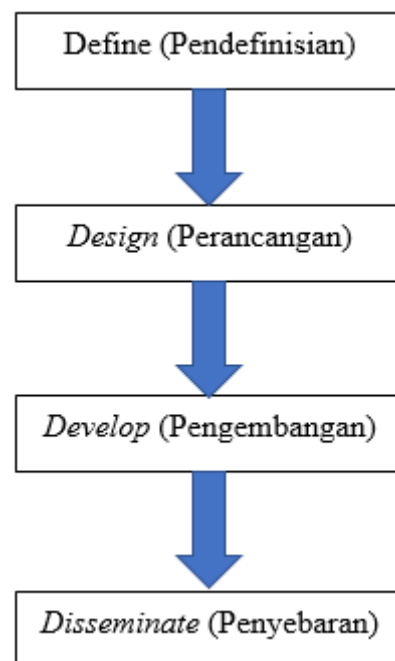 Define (Pendefinisian)
Design (Perancangan)
Develop (Pengembangan)
Disseminate (Penyebaran)